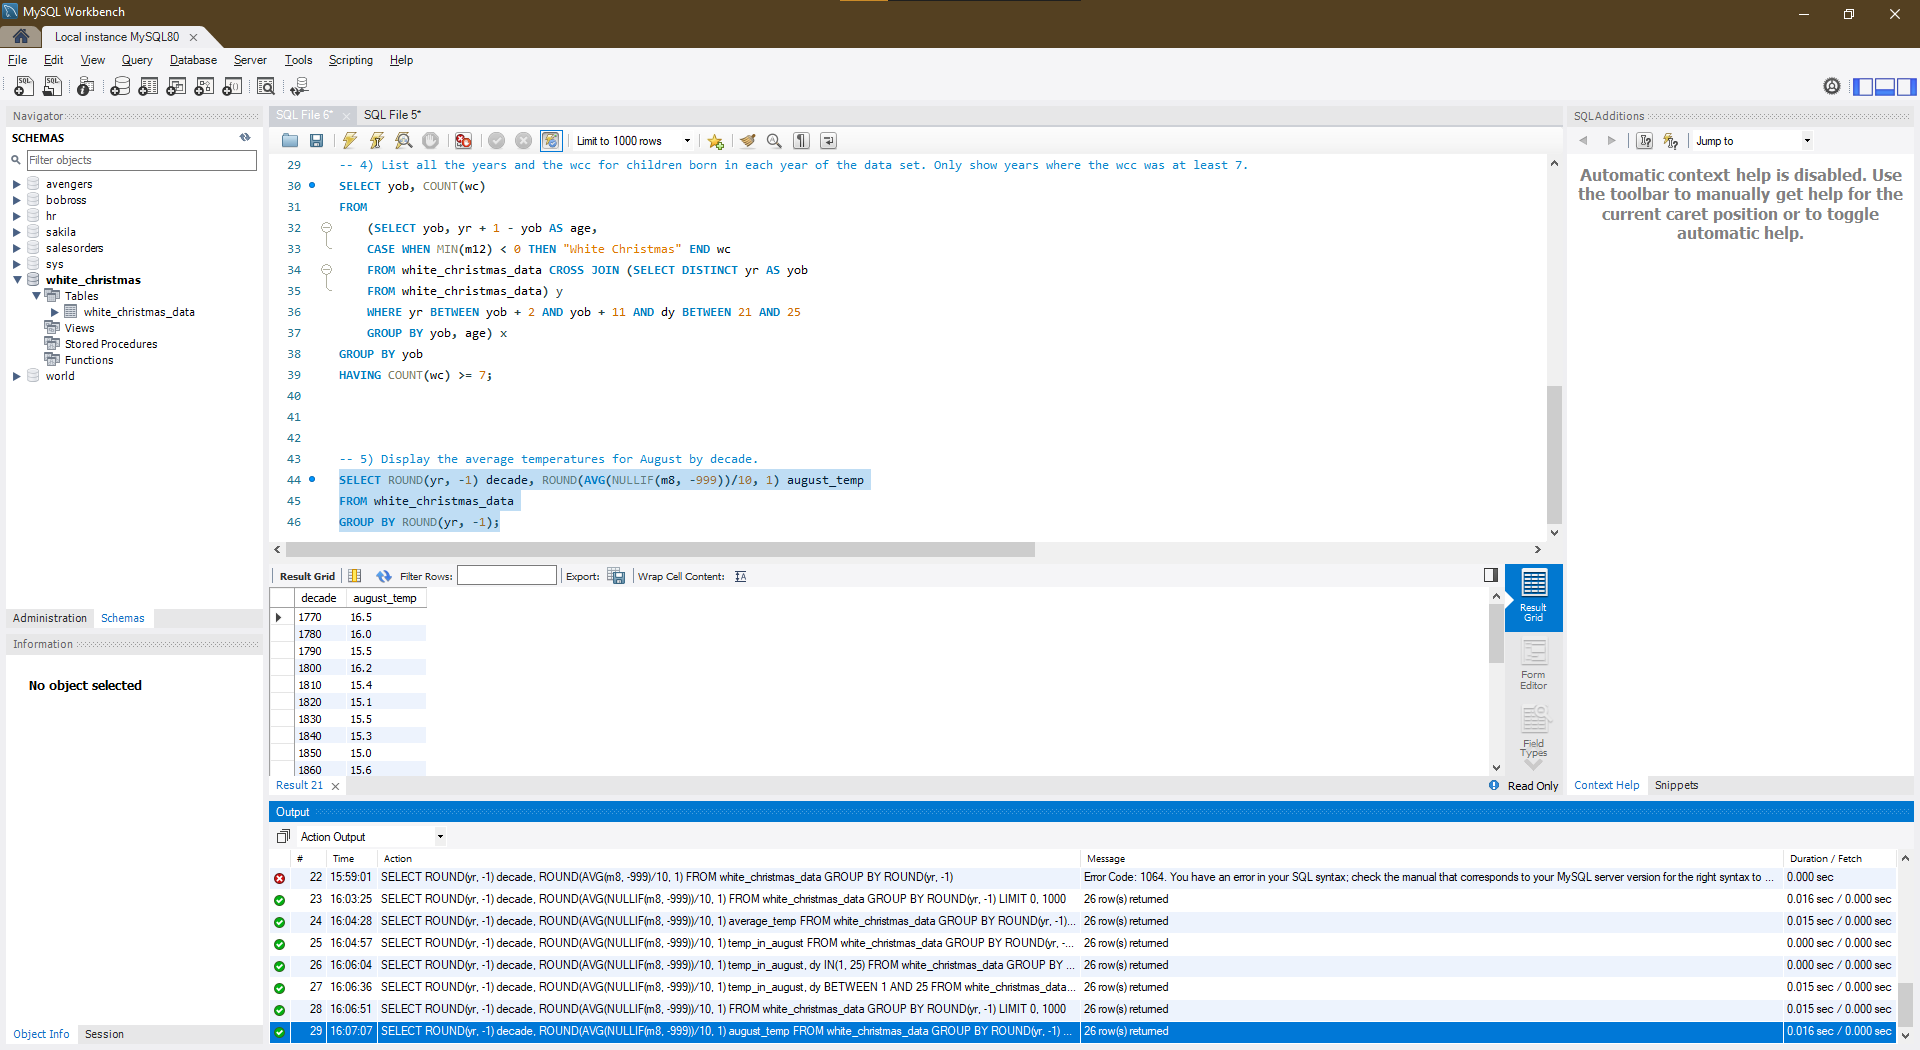 MySQL Workbench
Local instance MySQL80
File Edit View Query Database Server Tools Scripting Help
Navigator
SCHEMAS
Filter objects
avengers
bobross
hr
sakila
salesorders
sys
white_christmas
Tables
white_christmas_data
Views
Stored Procedures
Functions
world
Administration Schemas
Information
No object selected
Object Info Session
SQL File 6* SQL File 5*
Limit to 1000 rows
29 -- 4) List all the years and the wcc for children born in each year of the data set. Only show years where the wcc was at least 7.
30 SELECT yob, COUNT(wc)
31 FROM
32 (SELECT yob, yr + 1 - yob AS age,
33 CASE WHEN MIN(m12) < 0 THEN "White Christmas" END wc
34 FROM white_christmas_data CROSS JOIN (SELECT DISTINCT yr AS yob
35 FROM white_christmas_data) y
36 WHERE yr BETWEEN yob + 2 AND yob + 11 AND dy BETWEEN 21 AND 25
37 GROUP BY yob, age) x
38 GROUP BY yob
39 HAVING COUNT(wc) >= 7;
40
41
42
43 -- 5) Display the average temperatures for August by decade.
44 SELECT ROUND(yr, -1) decade, ROUND(AVG(NULLIF(m8, -999))/10, 1) august_temp
45 FROM white_christmas_data
46 GROUP BY ROUND(yr, -1);
Result Grid Filter Rows: Export: Wrap Cell Content:
decade august_temp
1770 16.5
1780 16.0
1790 15.5
1800 16.2
1810 15.4
1820 15.1
1830 15.5
1840 15.3
1850 15.0
1860 15.6
Result Grid
Form Editor
Field Types
Result 21
Read Only
SQLAdditions
Jump to
Automatic context help is disabled. Use
the toolbar to manually get help for the
current caret position or to toggle
automatic help.
Context Help Snippets
Output
Action Output
# Time Action Message Duration / Fetch
22 15:59:01 SELECT ROUND(yr, -1) decade, ROUND(AVG(m8, -999)/10, 1) FROM white_christmas_data GROUP BY ROUND(yr, -1) Error Code: 1064. You have an error in your SQL syntax; check the manual that corresponds to your MySQL server version for the right syntax to ... 0.000 sec
23 16:03:25 SELECT ROUND(yr, -1) decade, ROUND(AVG(NULLIF(m8, -999))/10, 1) FROM white_christmas_data GROUP BY ROUND(yr, -1) LIMIT 0, 1000 26 row(s) returned 0.016 sec / 0.000 sec
24 16:04:28 SELECT ROUND(yr, -1) decade, ROUND(AVG(NULLIF(m8, -999))/10, 1) average_temp FROM white_christmas_data GROUP BY ROUND(yr, -1)... 26 row(s) returned 0.015 sec / 0.000 sec
25 16:04:57 SELECT ROUND(yr, -1) decade, ROUND(AVG(NULLIF(m8, -999))/10, 1) temp_in_august FROM white_christmas_data GROUP BY ROUND(yr, -... 26 row(s) returned 0.000 sec / 0.000 sec
26 16:06:04 SELECT ROUND(yr, -1) decade, ROUND(AVG(NULLIF(m8, -999))/10, 1) temp_in_august, dy IN(1, 25) FROM white_christmas_data GROUP BY ... 26 row(s) returned 0.000 sec / 0.000 sec
27 16:06:36 SELECT ROUND(yr, -1) decade, ROUND(AVG(NULLIF(m8, -999))/10, 1) temp_in_august, dy BETWEEN 1 AND 25 FROM white_christmas_data... 26 row(s) returned 0.015 sec / 0.000 sec
28 16:06:51 SELECT ROUND(yr, -1) decade, ROUND(AVG(NULLIF(m8, -999))/10, 1) FROM white_christmas_data GROUP BY ROUND(yr, -1) LIMIT 0, 1000 26 row(s) returned 0.015 sec / 0.000 sec
29 16:07:07 SELECT ROUND(yr, -1) decade, ROUND(AVG(NULLIF(m8, -999))/10, 1) august_temp FROM white_christmas_data GROUP BY ROUND(yr, -1) ... 26 row(s) returned 0.016 sec / 0.000 sec